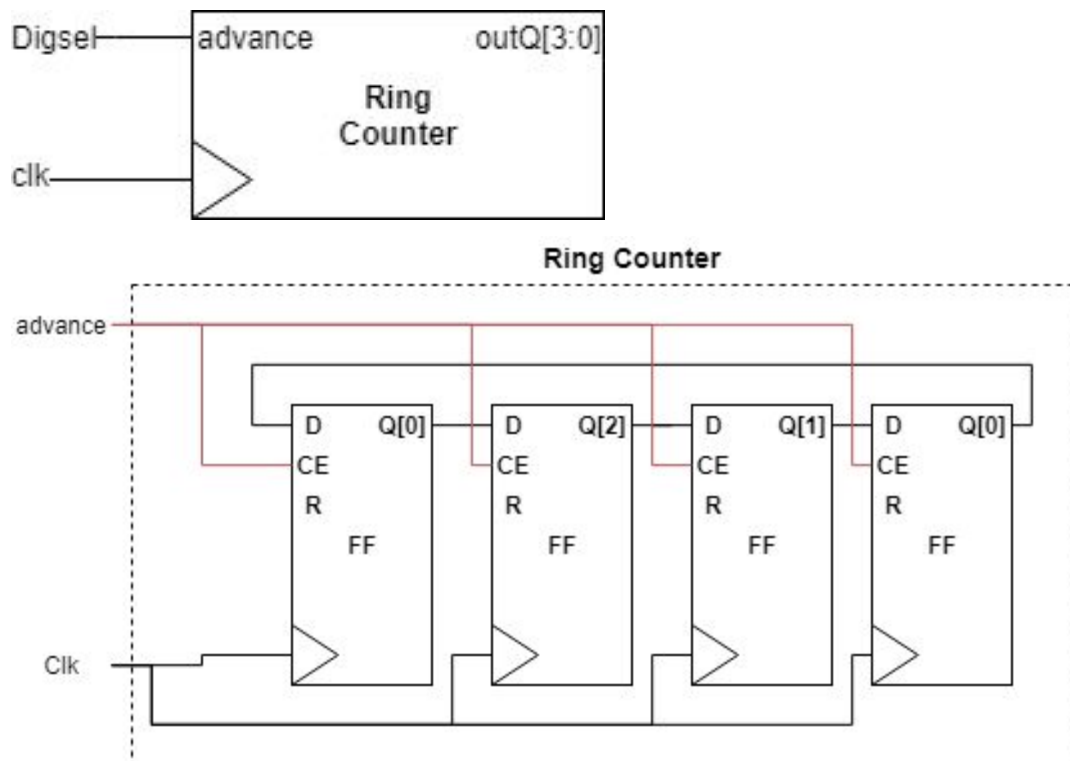 Digsel advance outQ[3:0]
Ring
Counter
clk
Ring Counter
advance
D Q[0] D Q[2] D Q[1] D Q[0]
CE CE CE CE
R R R R
FF FF FF FF
Clk